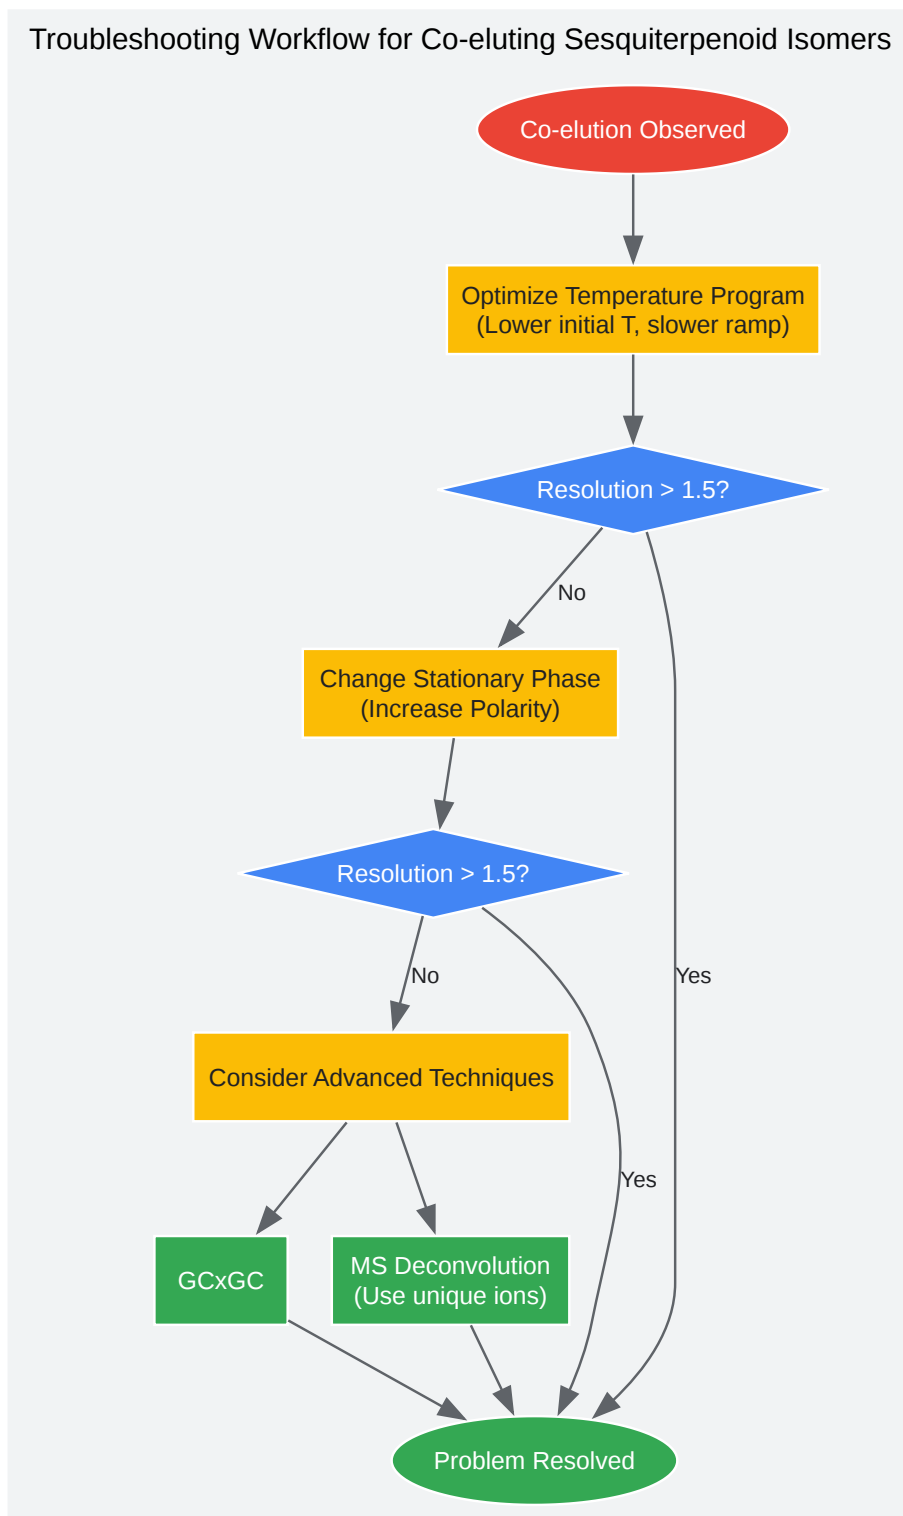 Troubleshooting Workflow for Co-eluting Sesquiterpenoid Isomers
Co-elution Observed
Optimize Temperature Program
(Lower initial T, slower ramp)
Resolution > 1.5?
No
Change Stationary Phase
(Increase Polarity)
Resolution > 1.5?
No
Yes
Consider Advanced Techniques
Yes
GCxGC
MS Deconvolution
(Use unique ions)
Problem Resolved